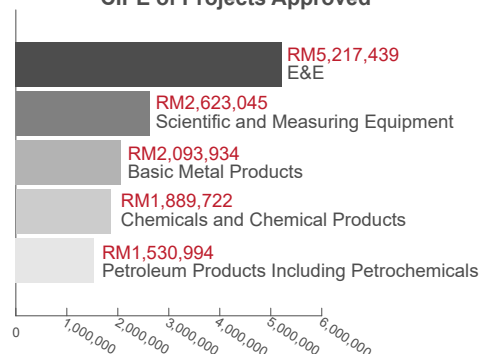 CIPE of Projects Approved
RM5,217,439
E&E
RM2,623,045
Scientific and Measuring Equipment
RM2,093,934
Basic Metal Products
RM1,889,722
Chemicals and Chemical Products
RM1,530,994
Petroleum Products Including Petrochemicals
0
1,000,000
2,000,000
3,000,000
4,000,000
5,000,000
6,000,000